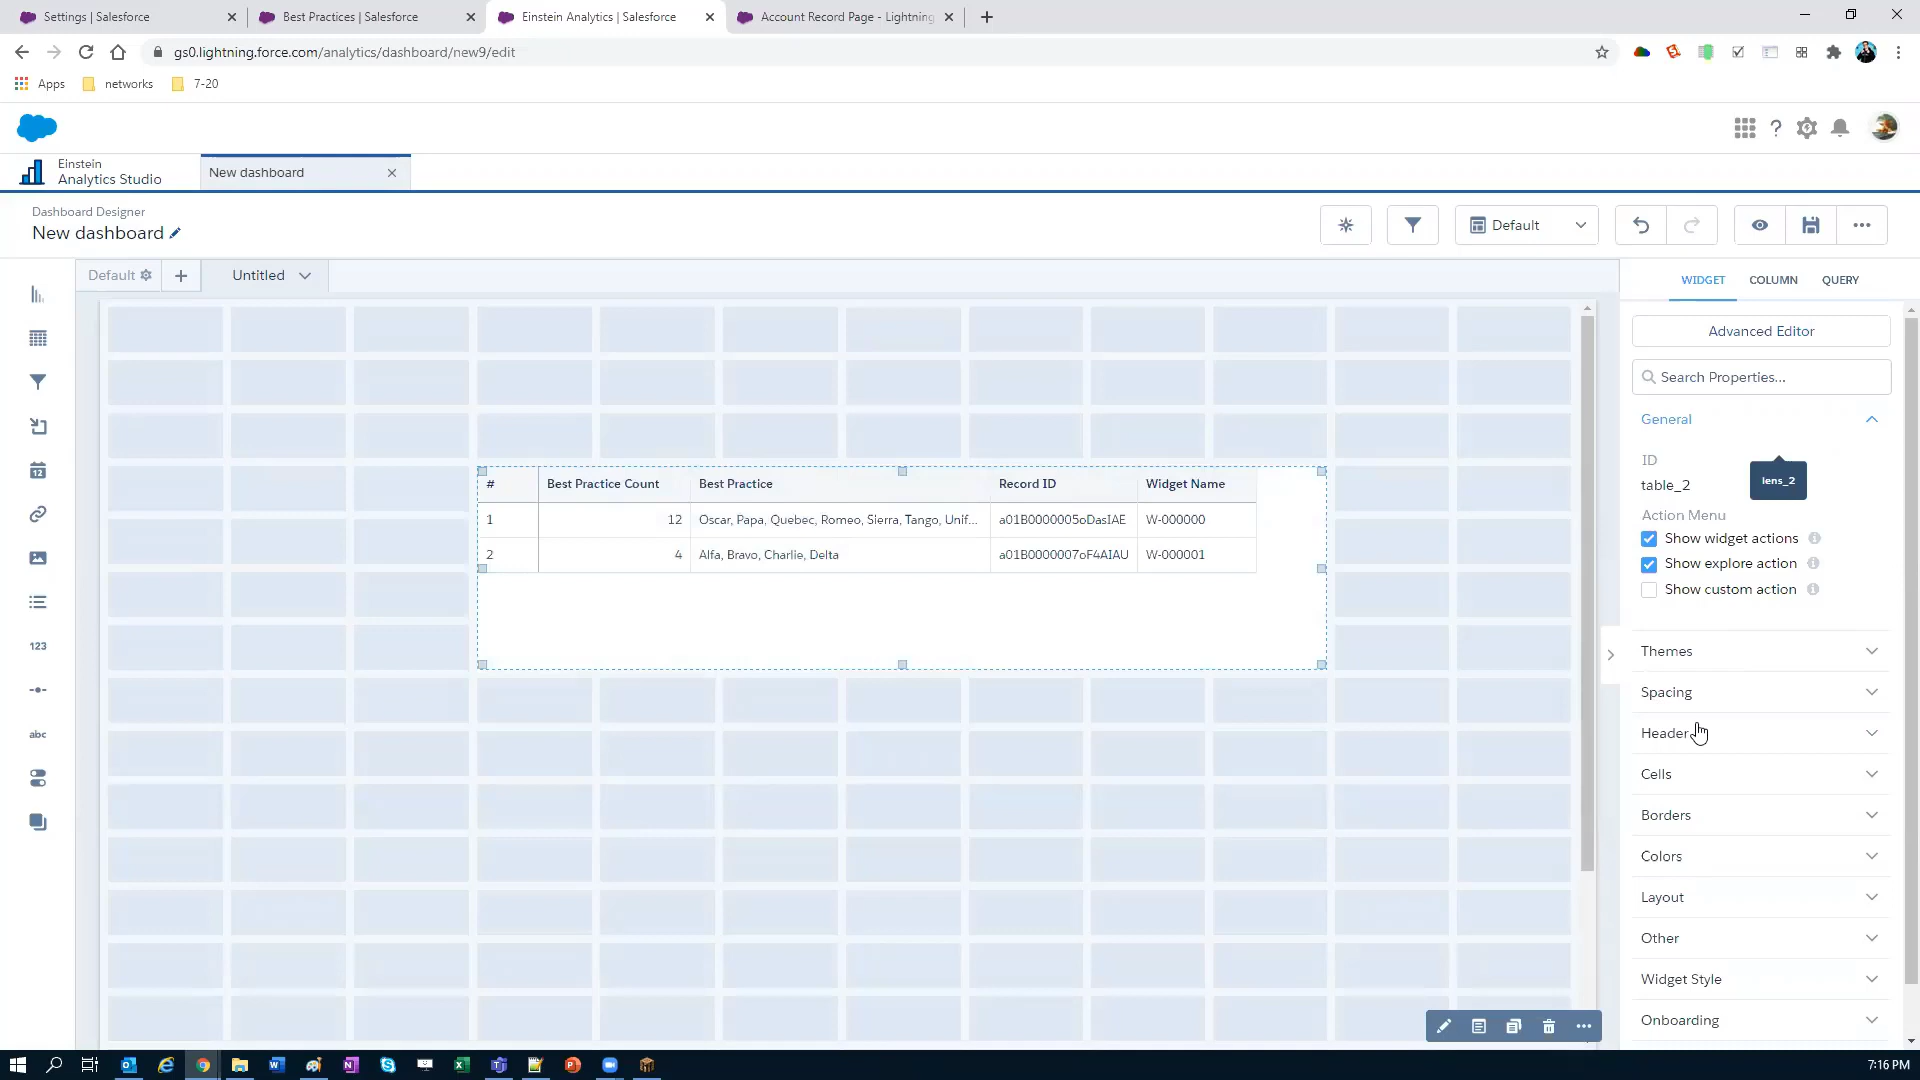 Settings | Salesforce
Best Practices | Salesforce
Einstein Analytics | Salesforce
Account Record Page - Lightning
gs0.lightning.force.com/analytics/dashboard/new9/edit
Apps
networks
7-20
Einstein
Analytics Studio
New dashboard
Dashboard Designer
New dashboard
Default
Default
Untitled
WIDGET
COLUMN
QUERY
Advanced Editor
Search Properties...
General
ID
table_2
lens_2
Action Menu
Show widget actions
Show explore action
Show custom action
Themes
Spacing
Header
Cells
Borders
Colors
Layout
Other
Widget Style
Onboarding
# Best Practice Count Best Practice Record ID Widget Name
1 12 Oscar, Papa, Quebec, Romeo, Sierra, Tango, Unif... a01B0000005oDasIAE W-000000
2 4 Alfa, Bravo, Charlie, Delta a01B0000007oF4AIAU W-000001
12
123
abc
7:16 PM